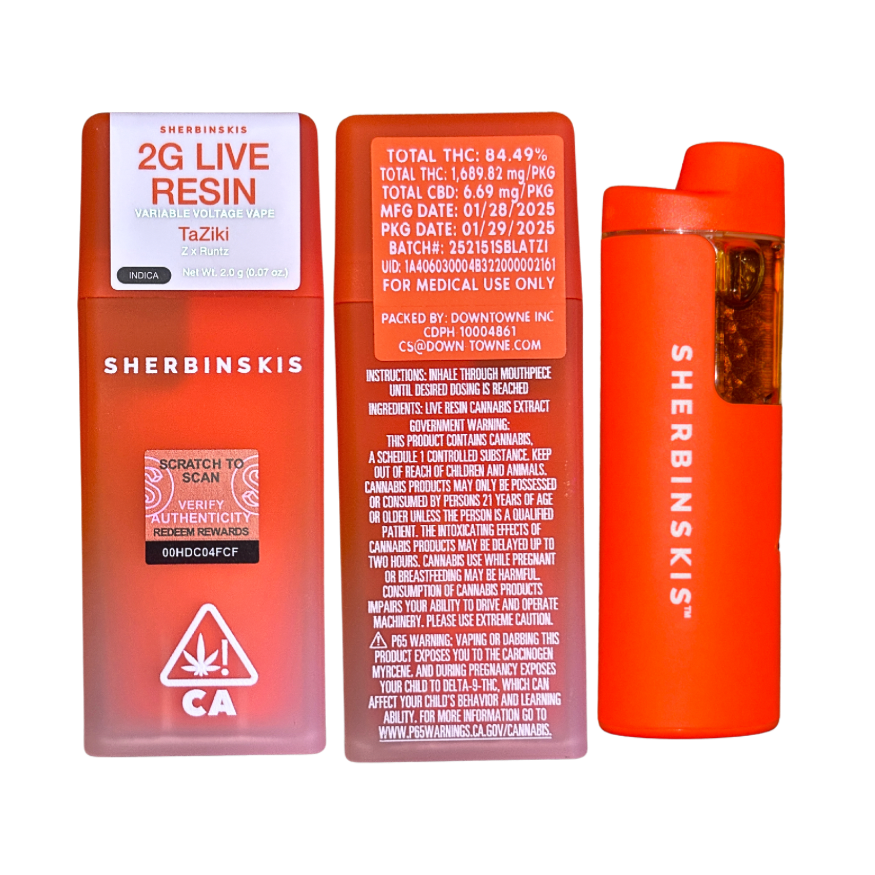 SHERBINSKIS
2G LIVE
RESIN
VARIABLE VOLTAGE VAPE
TaZiki
Z x Runtz
INDICA
Net Wt. 2.0 g (0.07 oz.)
SHERBINSKIS
SCRATCH TO
SCAN
VERIFY
AUTHENTICITY
REDEEM REWARDS
00HDC04FCF
CA
TOTAL THC: 84.49%
TOTAL THC: 1,689.82 mg/PKG
TOTAL CBD: 6.69 mg/PKG
MFG DATE: 01/28/2025
PKG DATE: 01/29/2025
BATCH#: 252151SBLATZI
UID: 1A406030004B322000002161
FOR MEDICAL USE ONLY
PACKED BY: DOWNTOWNE INC
CDPH-10004861
CS@DOWN-TOWNE.COM
INSTRUCTIONS: INHALE THROUGH MOUTHPIECE
UNTIL DESIRED DOSING IS REACHED
INGREDIENTS: LIVE RESIN CANNABIS EXTRACT
GOVERNMENT WARNING:
THIS PRODUCT CONTAINS CANNABIS,
A SCHEDULE 1 CONTROLLED SUBSTANCE. KEEP
OUT OF REACH OF CHILDREN AND ANIMALS.
CANNABIS PRODUCTS MAY ONLY BE POSSESSED
OR CONSUMED BY PERSONS 21 YEARS OF AGE
OR OLDER UNLESS THE PERSON IS A QUALIFIED
PATIENT. THE INTOXICATING EFFECTS OF
CANNABIS PRODUCTS MAY BE DELAYED UP TO
TWO HOURS. CANNABIS USE WHILE PREGNANT
OR BREASTFEEDING MAY BE HARMFUL.
CONSUMPTION OF CANNABIS PRODUCTS
IMPAIRS YOUR ABILITY TO DRIVE AND OPERATE
MACHINERY. PLEASE USE EXTREME CAUTION.
P65 WARNING: VAPING OR DABBING THIS
PRODUCT EXPOSES YOU TO THE CARCINOGEN
MYRCENE. AND DURING PREGNANCY EXPOSES
YOUR CHILD TO DELTA-9-THC, WHICH CAN
AFFECT YOUR CHILD'S BEHAVIOR AND LEARNING
ABILITY. FOR MORE INFORMATION GO TO
WWW.P65WARNINGS.CA.GOV/CANNABIS.
SHERBINSKIS™